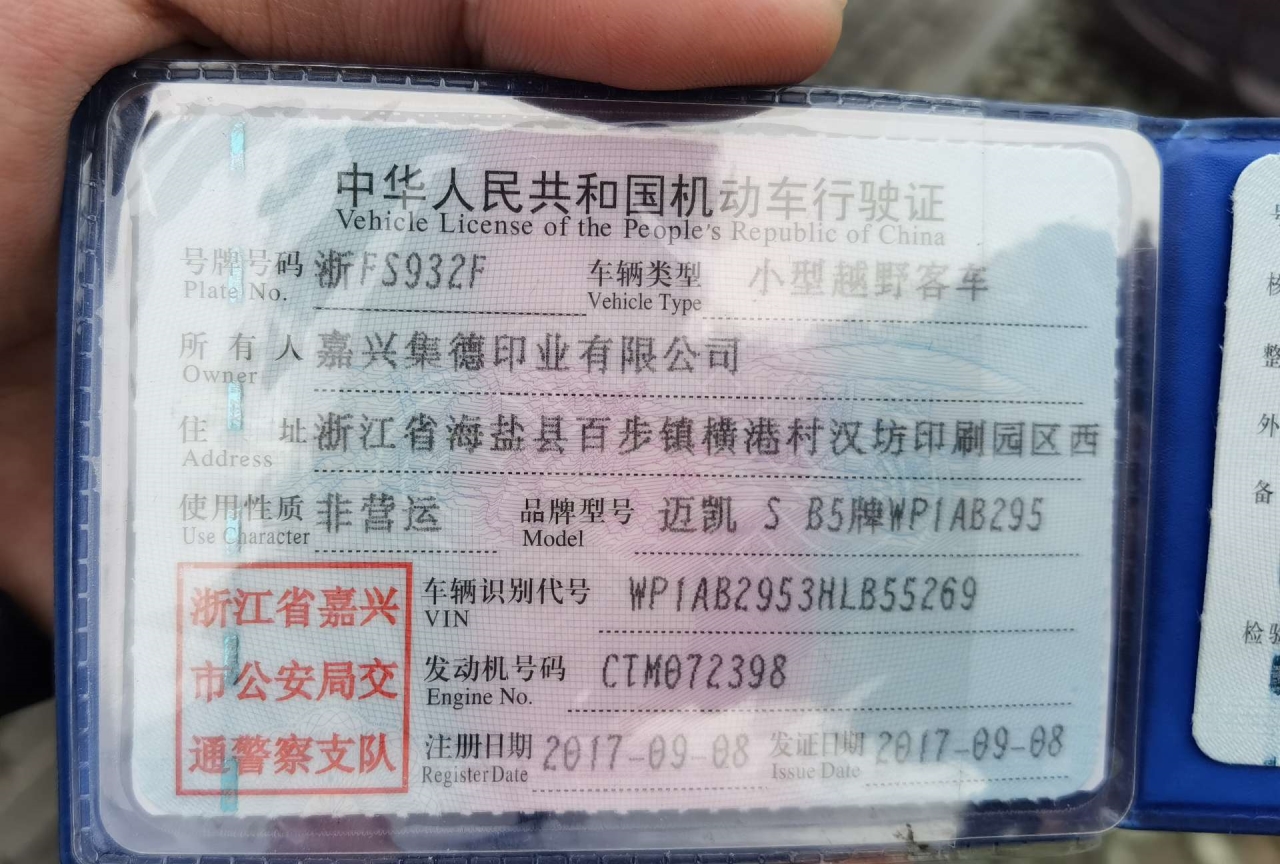 中华人民共和国机动车行驶证
Vehicle License of the People's Republic of China
号牌号码 浙FS932F 车辆类型 小型越野客车
Plate No. Vehicle Type
所有人 嘉兴集德印业有限公司
Owner
住址 浙江省海盐县百步镇横港村汉坊印刷园区西
Address
使用性质 非营运 品牌型号 迈凯 S B5牌WP1AB295
Use Character Model
浙江省嘉兴
市公安局交
通警察支队
车辆识别代号 WP1AB2953HLB55269
VIN
发动机号码 CTM072398
Engine No.
注册日期 2017-09-08 发证日期 2017-09-08
Register Date Issue Date
整
外
备
检验